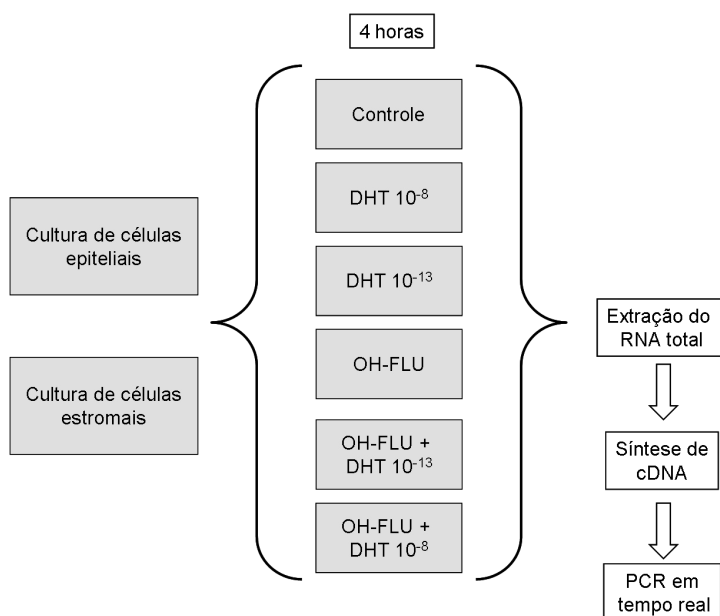 4 horas
Cultura de células
epiteliais
Cultura de células
estromais
Controle
DHT 10⁻⁸
DHT 10⁻¹³
OH-FLU
OH-FLU +
DHT 10⁻¹³
OH-FLU +
DHT 10⁻⁸
Extração do
RNA total
Síntese de
cDNA
PCR em
tempo real